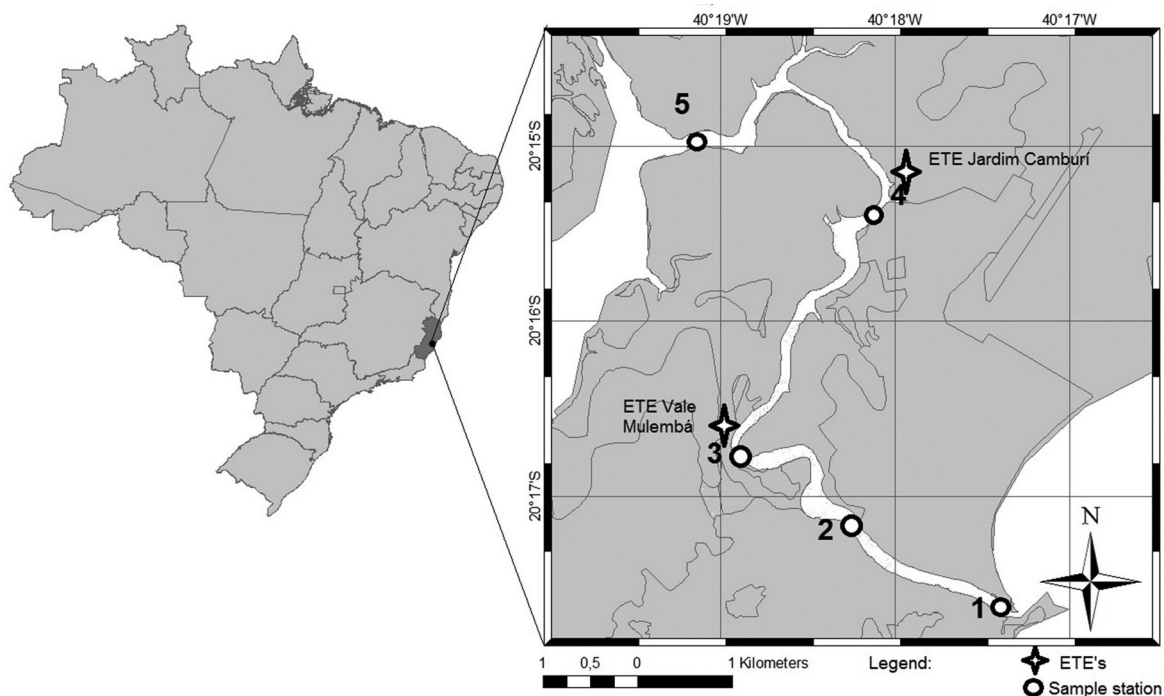 40°19'W 40°18'W 40°17'W
5
20°15'S
ETE Jardim Camburí
4
20°16'S
ETE Vale
Mulembá
3
20°17'S
2
N
1
1 0,5 0 1 Kilometers
Legend:
ETE's
Sample station